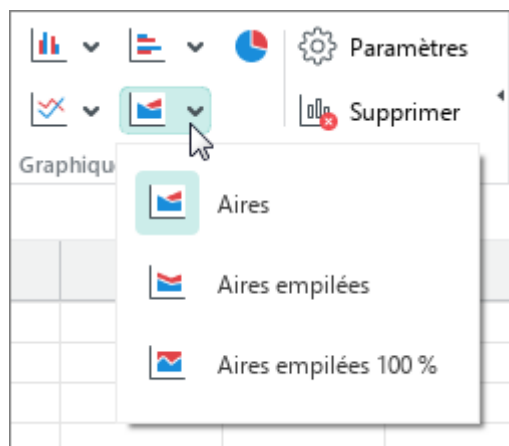 Paramètres
Supprimer
Graphiqu
Aires
Aires empilées
Aires empilées 100 %